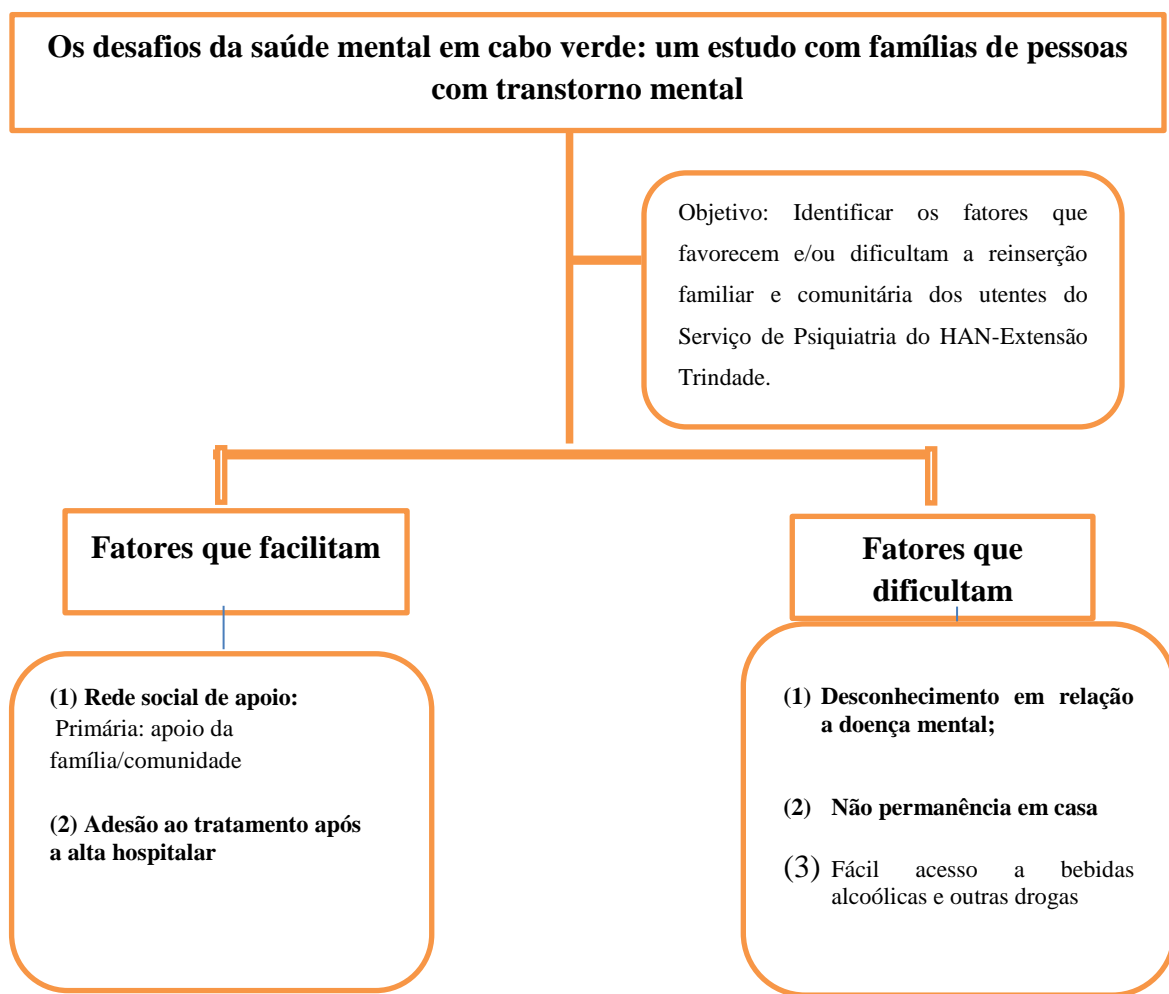 Os desafios da saúde mental em cabo verde: um estudo com famílias de pessoas
com transtorno mental
Objetivo: Identificar os fatores que
favorecem e/ou dificultam a reinserção
familiar e comunitária dos utentes do
Serviço de Psiquiatria do HAN-Extensão
Trindade.
Fatores que facilitam
(1) Rede social de apoio:
Primária: apoio da
família/comunidade
(2) Adesão ao tratamento após
a alta hospitalar
Fatores que
dificultam
(1) Desconhecimento em relação
a doença mental;
(2) Não permanência em casa
(3) Fácil acesso a bebidas
alcoólicas e outras drogas